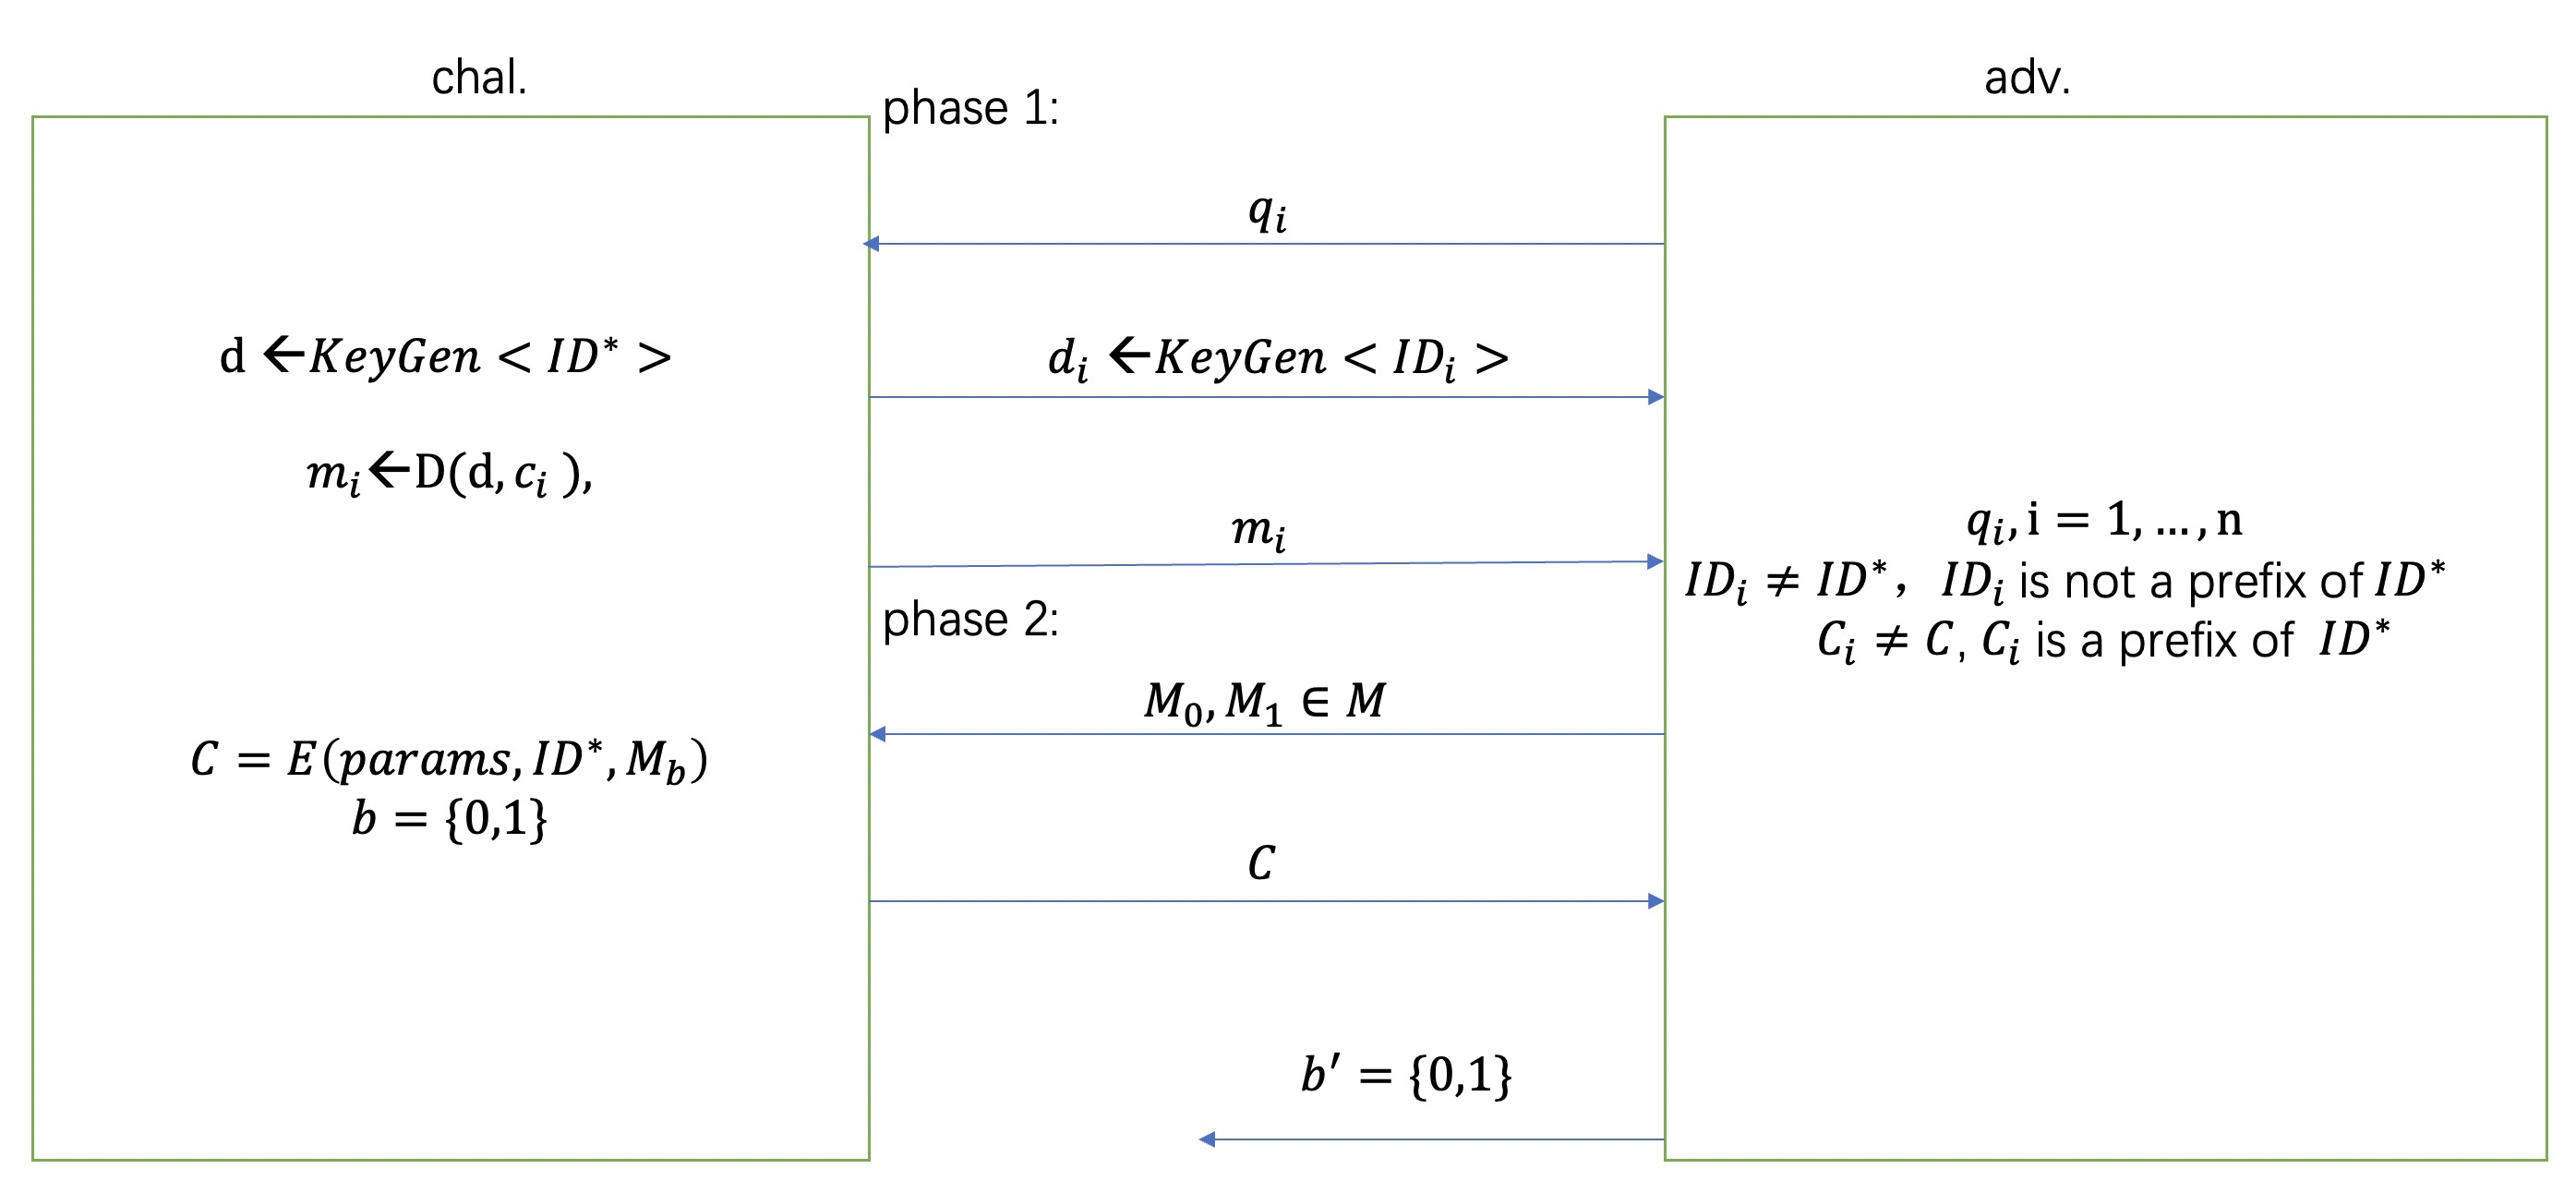 chal.
adv.
phase 1:
q_i
d ←KeyGen < ID* >
d_i ←KeyGen < ID_i >
m_i←D(d, c_i ),
m_i
q_i, i = 1, ... , n
ID_i ≠ ID*，ID_i is not a prefix of ID*
C_i ≠ C, C_i is a prefix of ID*
phase 2:
M_0, M_1 ∈ M
C = E(params, ID*, M_b)
b = {0,1}
C
b′ = {0,1}